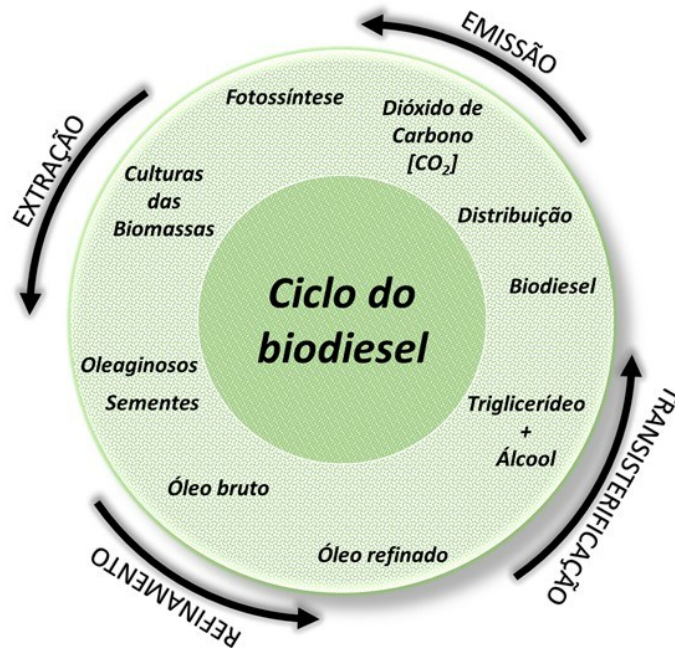 EMISSÃO
Fotossíntese
Dióxido de
Carbono
[CO₂]
EXTRAÇÃO
Culturas
das
Biomassas
Distribuição
Biodiesel
Ciclo do
biodiesel
Oleaginosos
Sementes
Triglicerídeo
+
Álcool
TRANSISTERIFICAÇÃO
Óleo bruto
Óleo refinado
REFINAMENTO